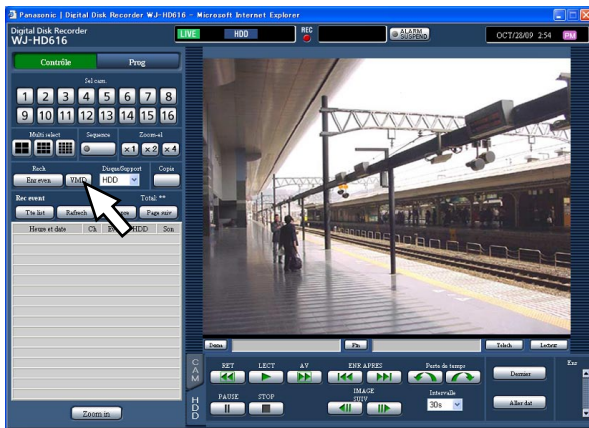 Panasonic | Digital Disk Recorder WJ-HD616 - Microsoft Internet Explorer
Digital Disk Recorder
WJ-HD616
LIVE HDD REC ALARM SUSPEND OCT/28/09 2:54 PM
Contrôle Prog
Sel cam.
1 2 3 4 5 6 7 8
9 10 11 12 13 14 15 16
Multi select Sequence Zoom-el
x1 x2 x4
Rech Disque/Support Copie
Enr even VMD HDD
Rer event Total: **
Tte list Rafrech Page suiv
Heure et date Ch HDD Son
Zoom in
Fin Telech Lecteur
CAM
RET LECT AV ENR APRES Perte de temps
Dernier
Enr
HDD
PAUSE STOP IMAGE SUIV Intervalle
30s
Aller dat